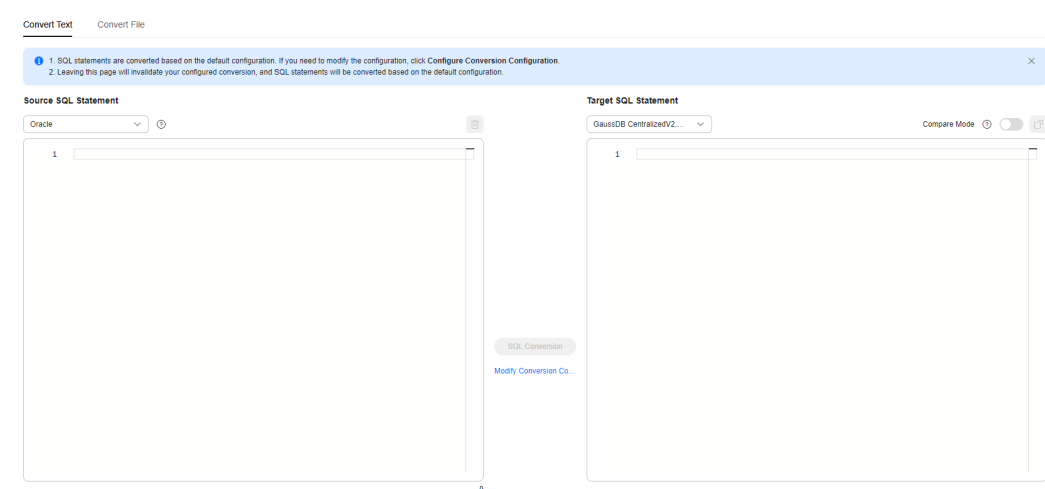 Convert Text Convert File
1. SQL statements are converted based on the default configuration. If you need to modify the configuration, click Configure Conversion Configuration.
2. Leaving this page will invalidate your configured conversion, and SQL statements will be converted based on the default configuration.
Source SQL Statement Target SQL Statement
Oracle GaussDB CentralizedV2.... Compare Mode
1 1
SQL Conversion
Modify Conversion Co...